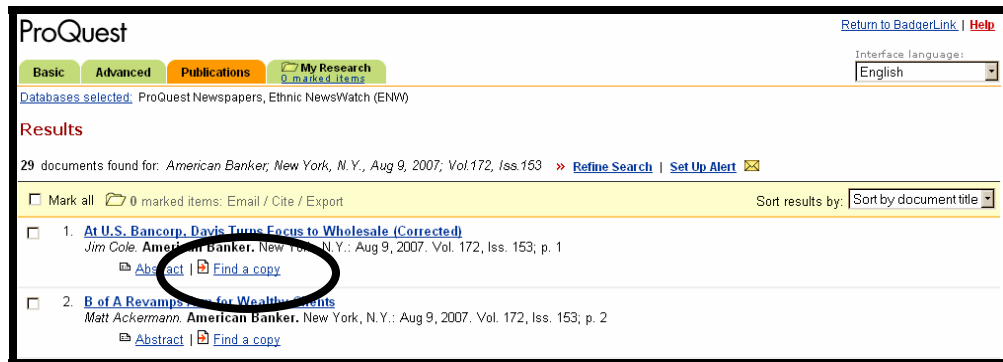 ProQuest
Return to BadgerLink | Help
Interface language:
English
Basic Advanced Publications My Research
0 marked items
Databases selected: ProQuest Newspapers, Ethnic NewsWatch (ENW)
Results
29 documents found for: American Banker; New York, N.Y., Aug 9, 2007; Vol.172, Iss.153 » Refine Search | Set Up Alert
Mark all 0 marked items: Email / Cite / Export Sort results by: Sort by document title
1. At U.S. Bancorp, Davis Turns Focus to Wholesale (Corrected)
Jim Cole. American Banker. New York, N.Y.: Aug 9, 2007. Vol. 172, Iss. 153; p. 1
Abstract | Find a copy
2. B of A Revamps Arm for Wealthy Clients
Matt Ackermann. American Banker. New York, N.Y.: Aug 9, 2007. Vol. 172, Iss. 153; p. 2
Abstract | Find a copy